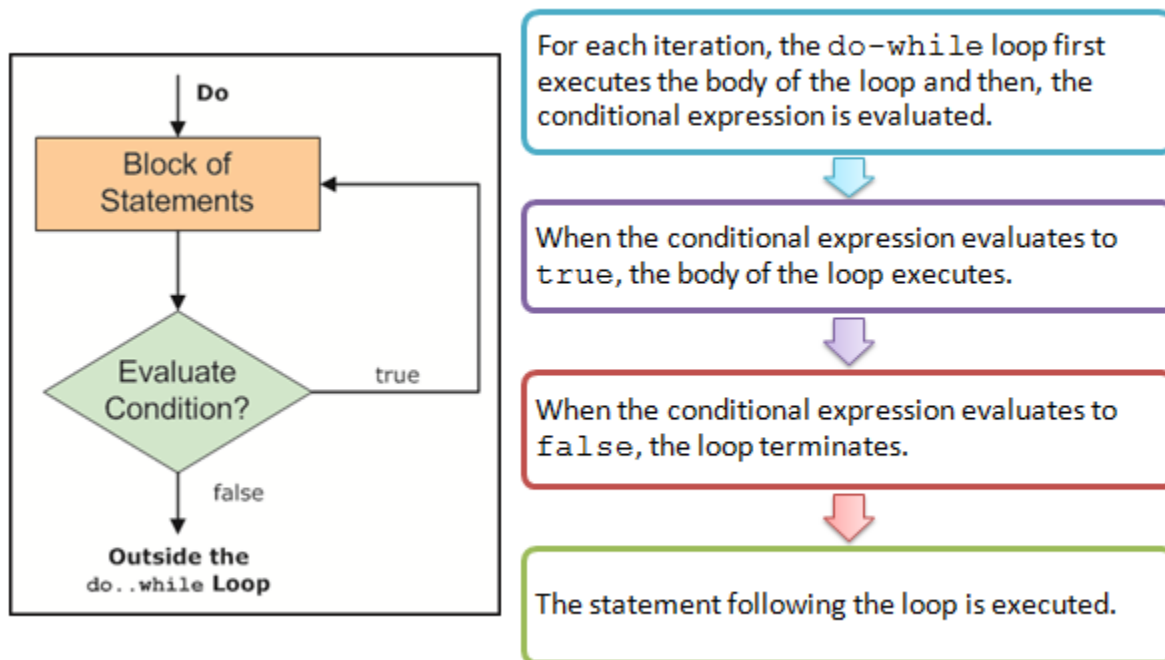 Do
Block of
Statements
Evaluate
Condition?
true
false
Outside the
do..while Loop
For each iteration, the do-while loop first
executes the body of the loop and then, the
conditional expression is evaluated.
When the conditional expression evaluates to
true, the body of the loop executes.
When the conditional expression evaluates to
false, the loop terminates.
The statement following the loop is executed.